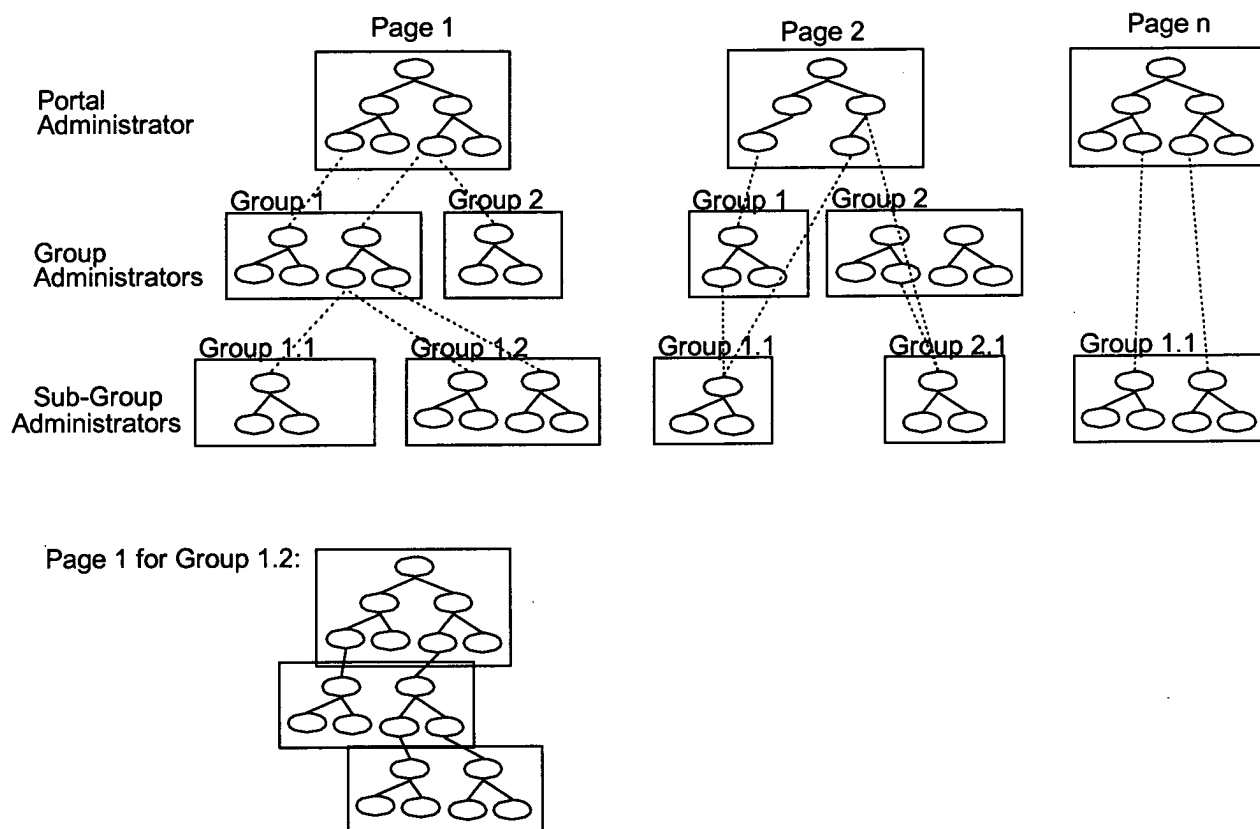 Page 1
Page 2
Page n
Portal
Administrator
Group 1
Group 2
Group 1
Group 2
Group
Administrators
Group 1.1
Group 1.2
Group 1.1
Group 2.1
Group 1.1
Sub-Group
Administrators
Page 1 for Group 1.2: